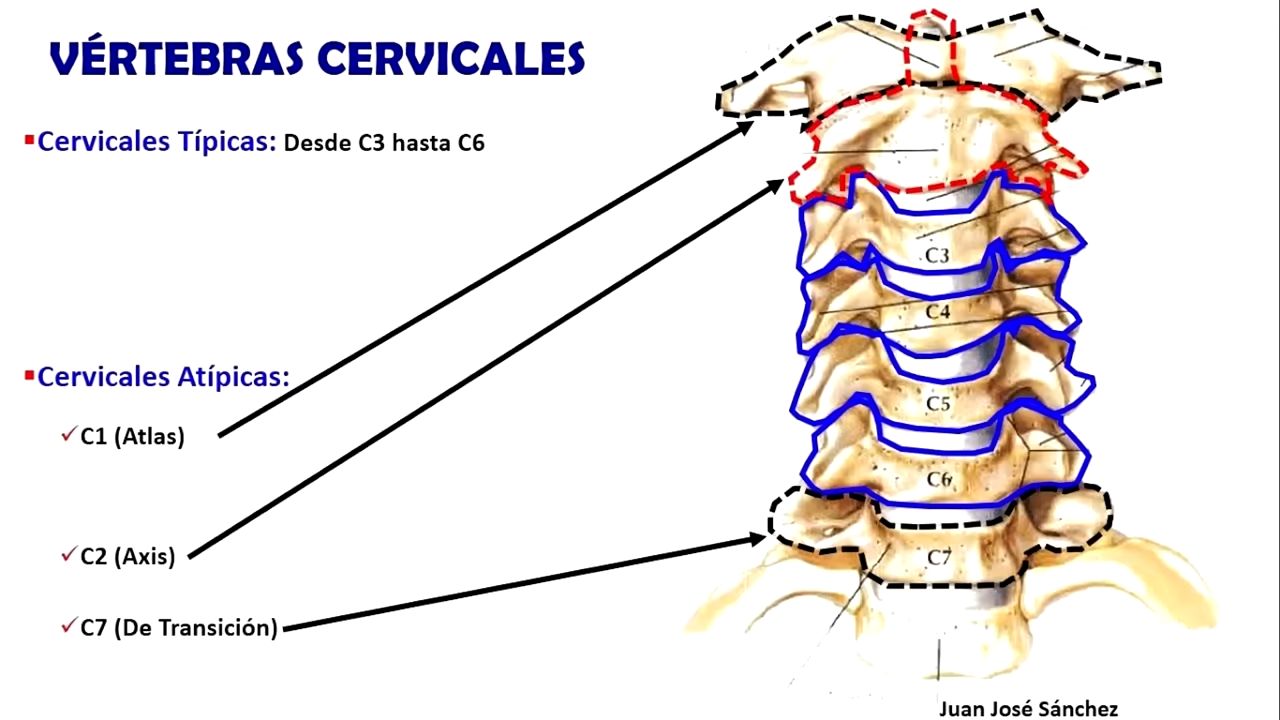 VÉRTEBRAS CERVICALES
Cervicales Típicas: Desde C3 hasta C6
Cervicales Atípicas:
C1 (Atlas)
C2 (Axis)
C7 (De Transición)
C3
C4
C5
C6
C7
Juan José Sánchez